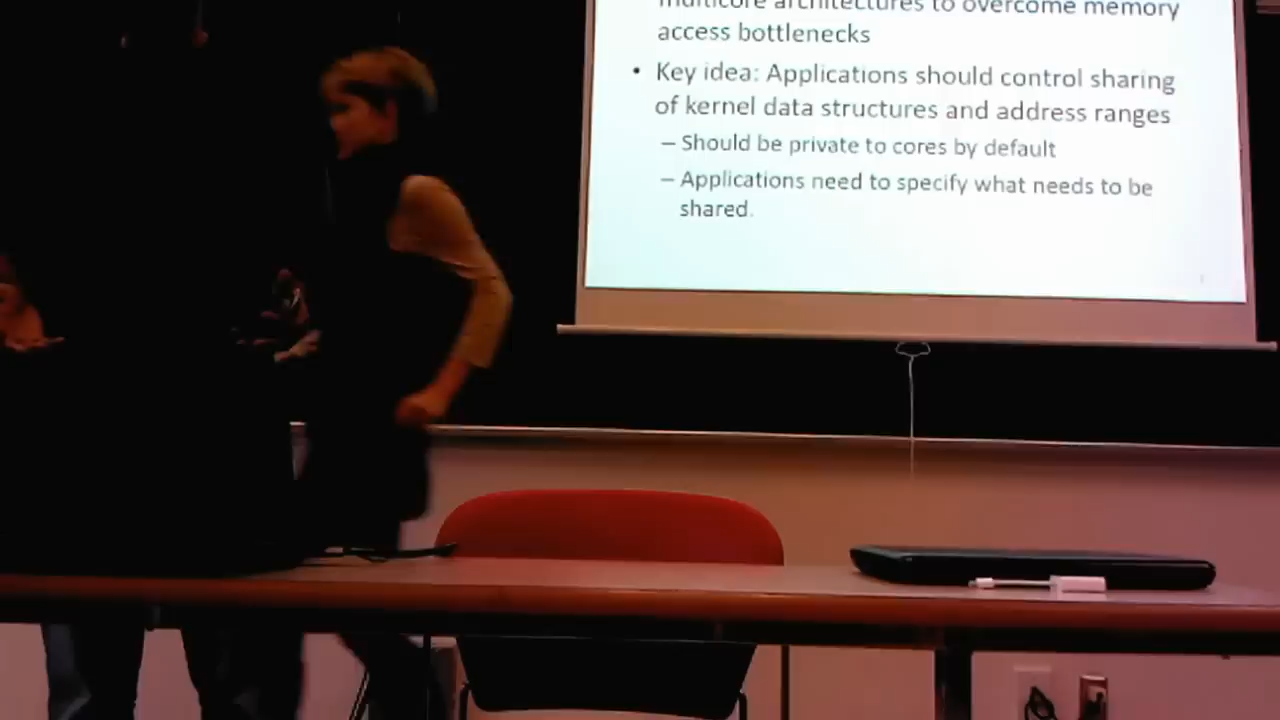 multicore architectures to overcome memory
access bottlenecks
• Key idea: Applications should control sharing
of kernel data structures and address ranges
– Should be private to cores by default
– Applications need to specify what needs to be
shared.